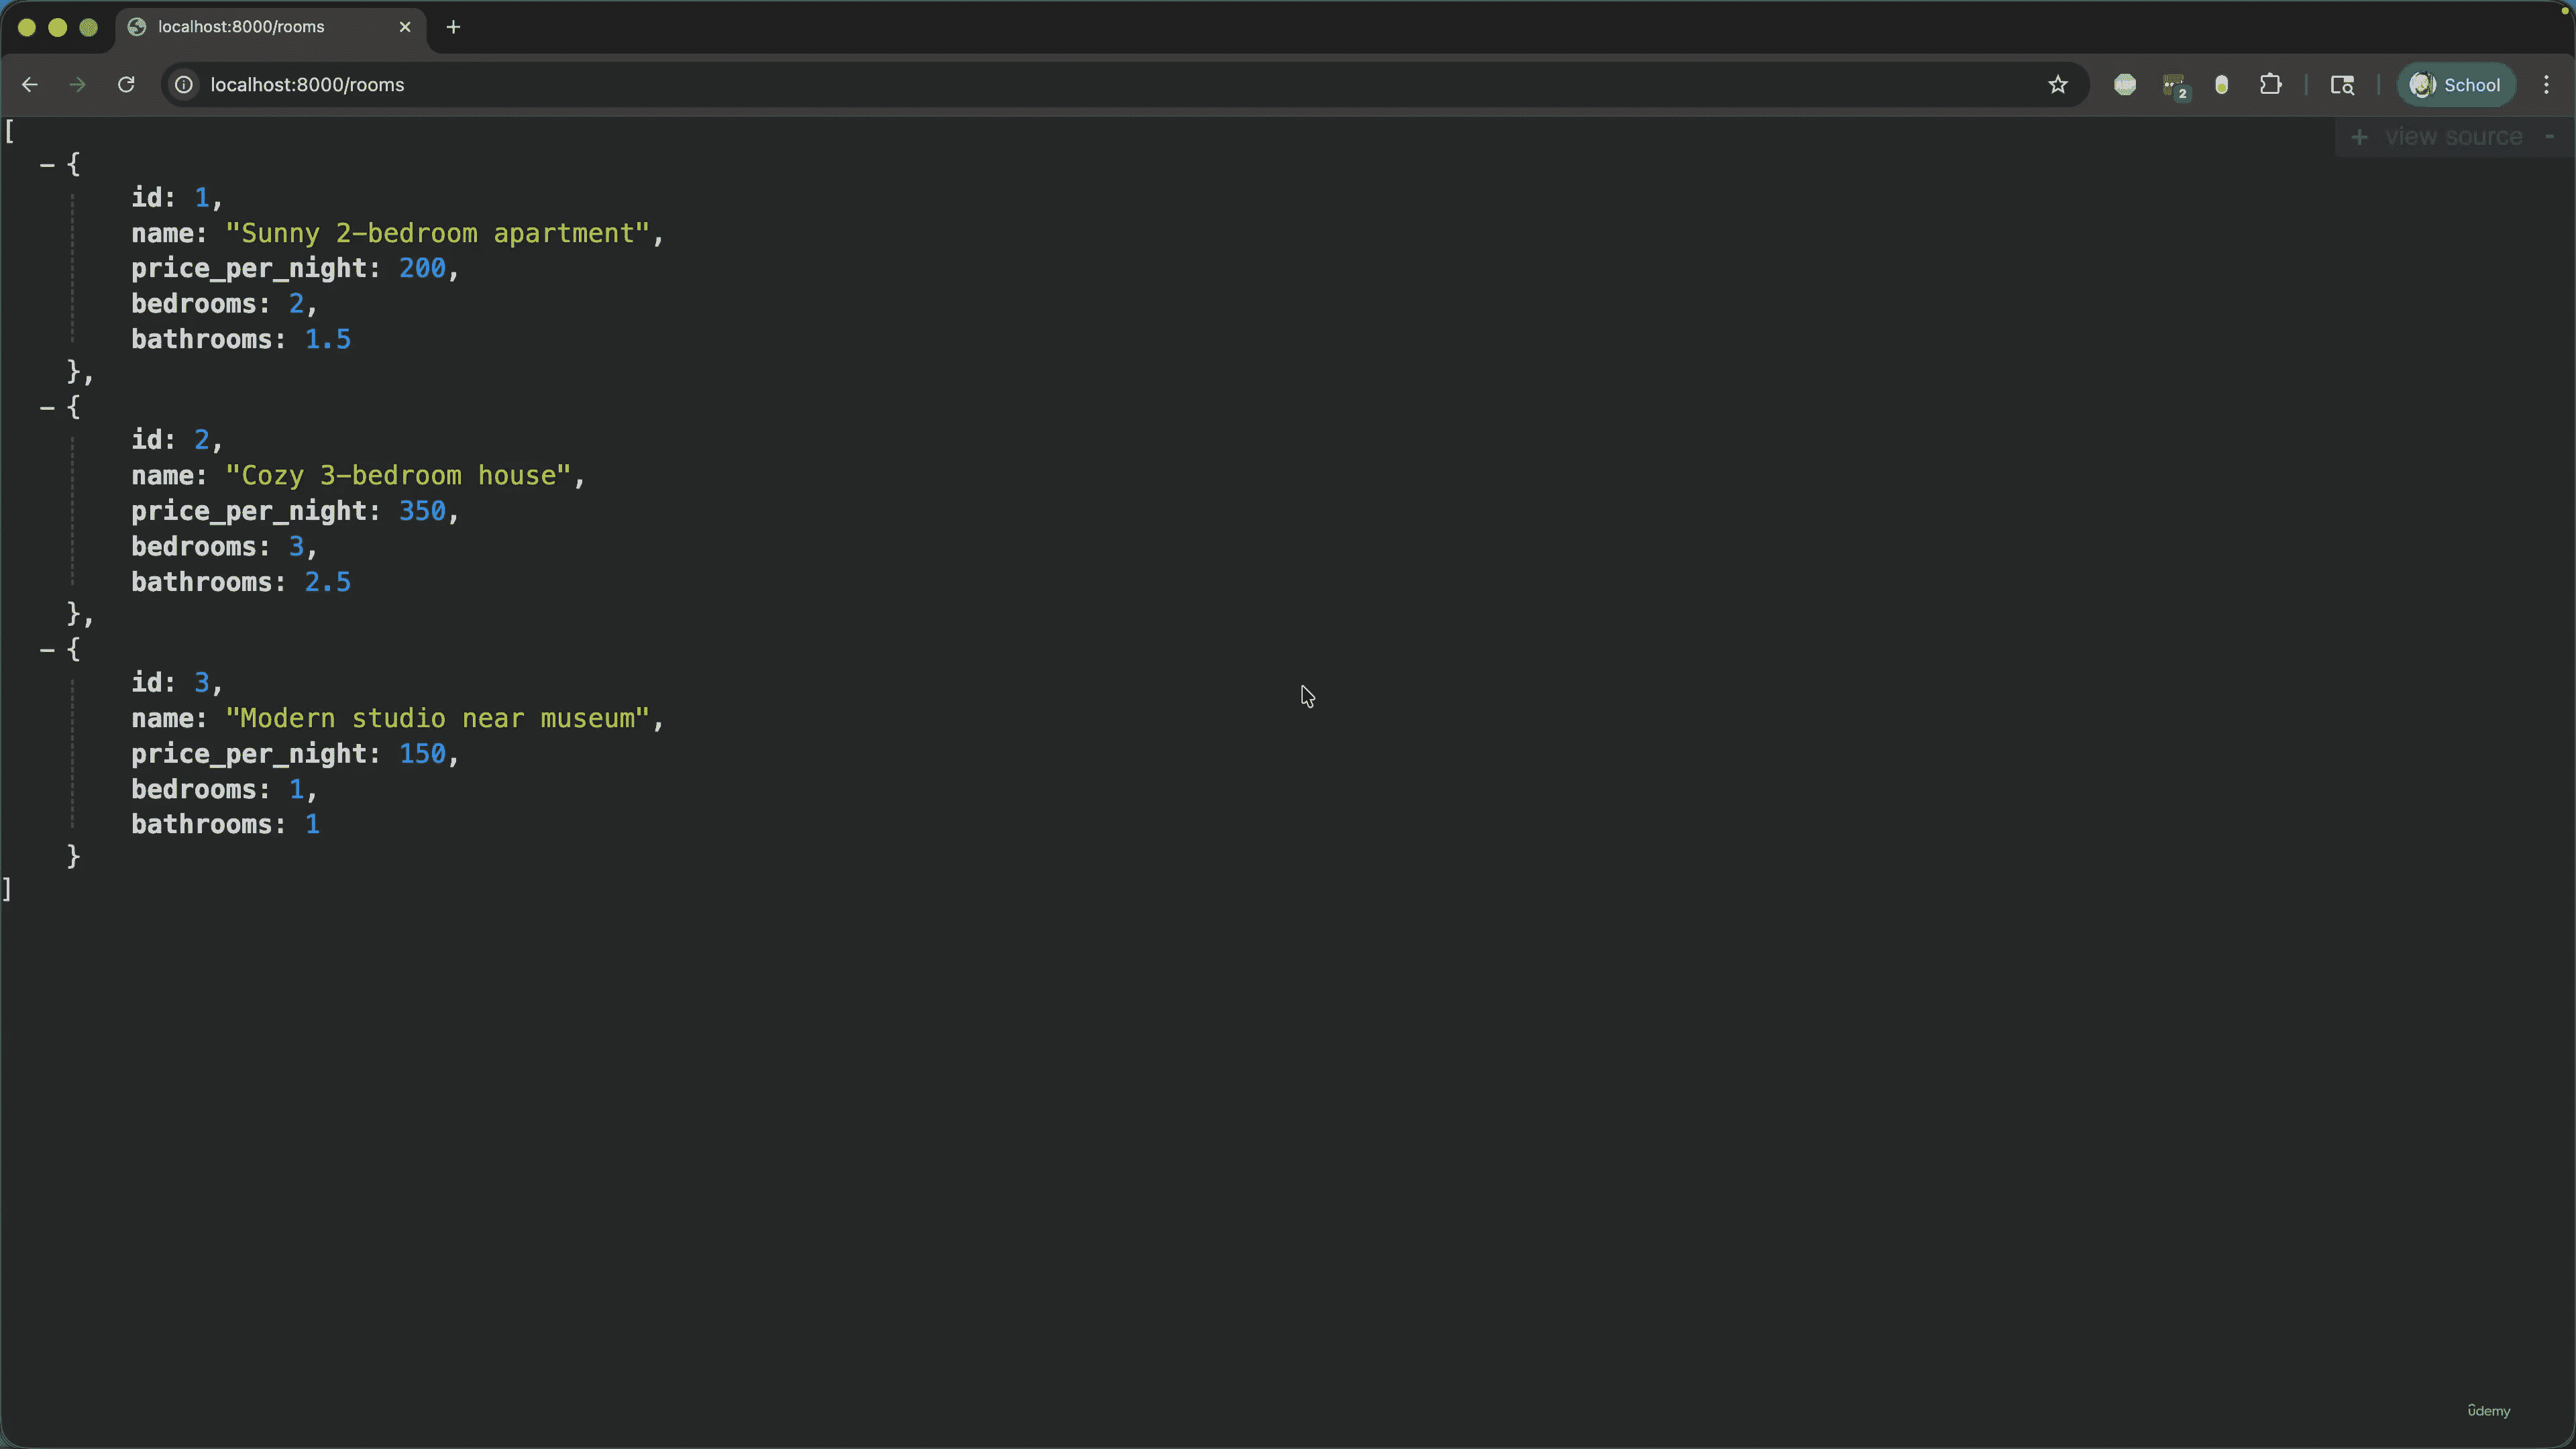 localhost:8000/rooms
localhost:8000/rooms
2
School
+ view source -
[
– {
id: 1,
name: "Sunny 2-bedroom apartment",
price_per_night: 200,
bedrooms: 2,
bathrooms: 1.5
},
– {
id: 2,
name: "Cozy 3-bedroom house",
price_per_night: 350,
bedrooms: 3,
bathrooms: 2.5
},
– {
id: 3,
name: "Modern studio near museum",
price_per_night: 150,
bedrooms: 1,
bathrooms: 1
}
]
ûdemy